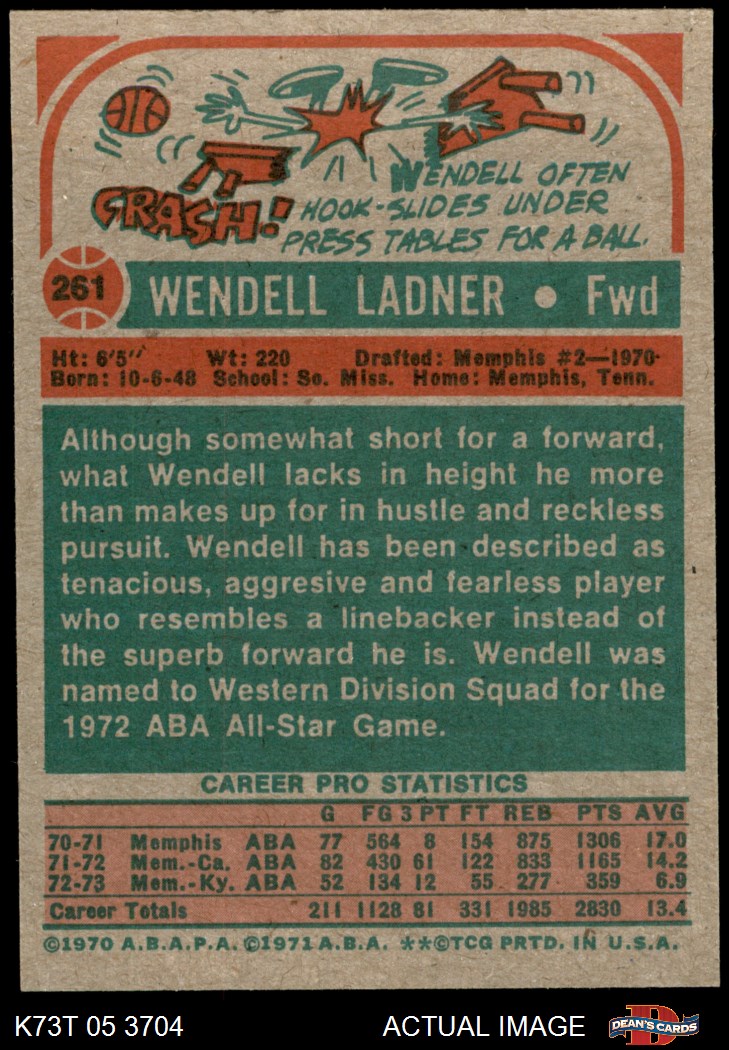 CRASH!
WENDELL OFTEN
HOOK-SLIDES UNDER
PRESS TABLES FOR A BALL.
261 WENDELL LADNER • Fwd
Ht: 6'5" Wt: 220 Drafted: Memphis #2—1970
Born: 10-6-48 School: So. Miss. Home: Memphis, Tenn.
Although somewhat short for a forward,
what Wendell lacks in height he more
than makes up for in hustle and reckless
pursuit. Wendell has been described as
tenacious, aggresive and fearless player
who resembles a linebacker instead of
the superb forward he is. Wendell was
named to Western Division Squad for the
1972 ABA All-Star Game.
CAREER PRO STATISTICS
G FG 3 PT FT REB PTS AVG
70-71 Memphis ABA 77 564 8 154 875 1306 17.0
71-72 Mem.-Ca. ABA 82 430 61 122 833 1165 14.2
72-73 Mem.-Ky. ABA 52 134 12 55 277 359 6.9
Career Totals 211 1128 81 331 1985 2830 13.4
©1970 A.B.A.P.A. ©1971 A.B.A. **©TCG PRTD. IN U.S.A.
K73T 05 3704 ACTUAL IMAGE DEAN'S CARDS